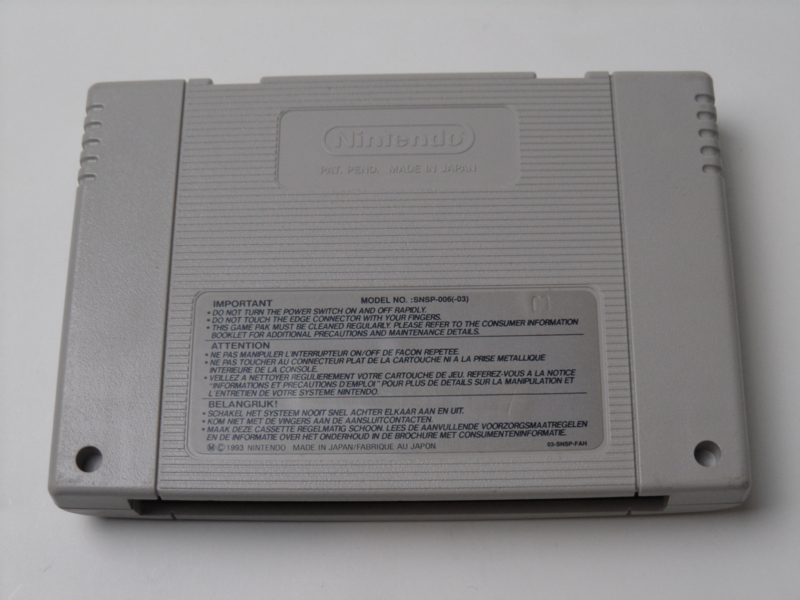 Nintendo
PAT. PEND. MADE IN JAPAN
IMPORTANT MODEL NO. :SNSP-006(-03)
• DO NOT TURN THE POWER SWITCH ON AND OFF RAPIDLY.
• DO NOT TOUCH THE EDGE CONNECTOR WITH YOUR FINGERS.
• THIS GAME PAK MUST BE CLEANED REGULARLY. PLEASE REFER TO THE CONSUMER INFORMATION
BOOKLET FOR ADDITIONAL PRECAUTIONS AND MAINTENANCE DETAILS.
ATTENTION
• NE PAS MANIPULER L'INTERRUPTEUR ON/OFF DE FACON REPETEE.
• NE PAS TOUCHER AU CONNECTEUR PLAT DE LA CARTOUCHE NI A LA PRISE METALLIQUE
INTERIEURE DE LA CONSOLE.
• VEILLEZ A NETTOYER REGULIEREMENT VOTRE CARTOUCHE DE JEU. REFEREZ-VOUS A LA NOTICE
"INFORMATIONS ET PRECAUTIONS D'EMPLOI" POUR PLUS DE DETAILS SUR LA MANIPULATION ET
L'ENTRETIEN DE VOTRE SYSTEME NINTENDO.
BELANGRIJK!
• SCHAKEL HET SYSTEEM NOOIT SNEL ACHTER ELKAAR AAN EN UIT.
• KOM NIET MET DE VINGERS AAN DE AANSLUITCONTACTEN.
• MAAK DEZE CASSETTE REGELMATIG SCHOON. LEES DE AANVULLENDE VOORZORGSMAATREGELEN
EN DE INFORMATIE OVER HET ONDERHOUD IN DE BROCHURE MET CONSUMENTENINFORMATIE.
Ⓜ©1993 NINTENDO MADE IN JAPAN/FABRIQUE AU JAPON 03-SNSP-FAH